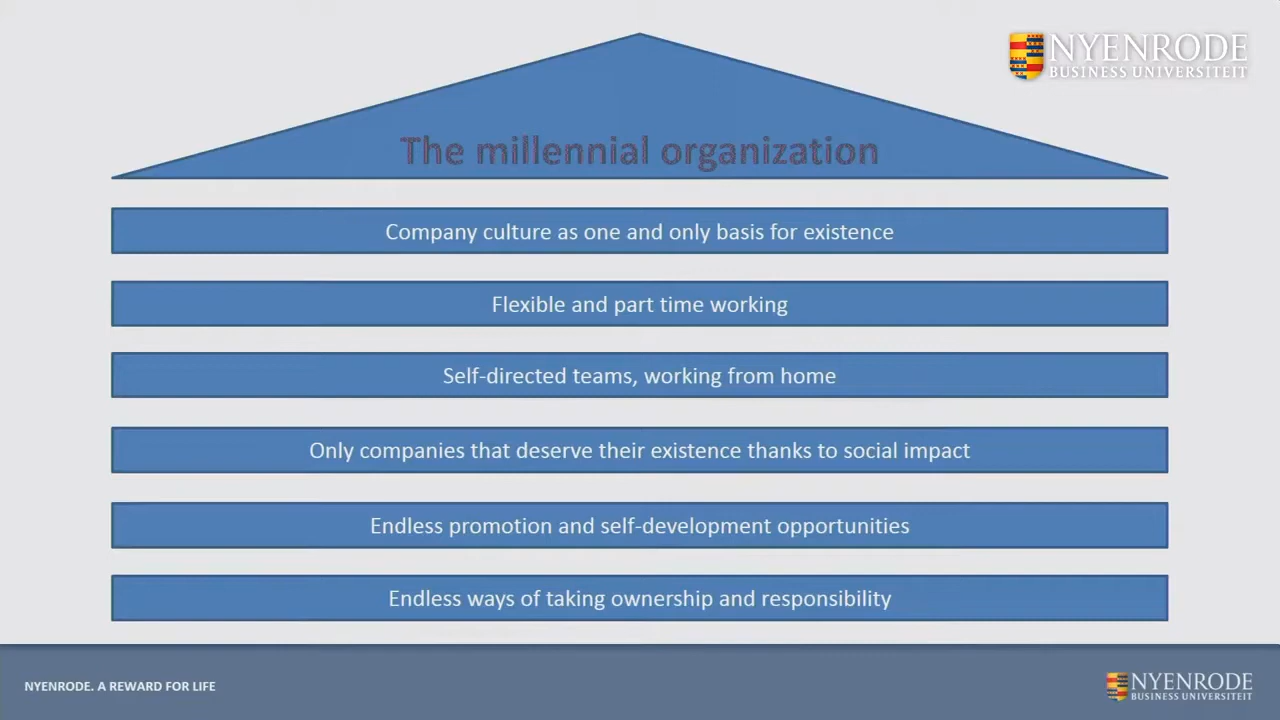 NYENRODE
BUSINESS UNIVERSITEIT
The millennial organization
Company culture as one and only basis for existence
Flexible and part time working
Self-directed teams, working from home
Only companies that deserve their existence thanks to social impact
Endless promotion and self-development opportunities
Endless ways of taking ownership and responsibility
NYENRODE. A REWARD FOR LIFE
NYENRODE
BUSINESS UNIVERSITEIT